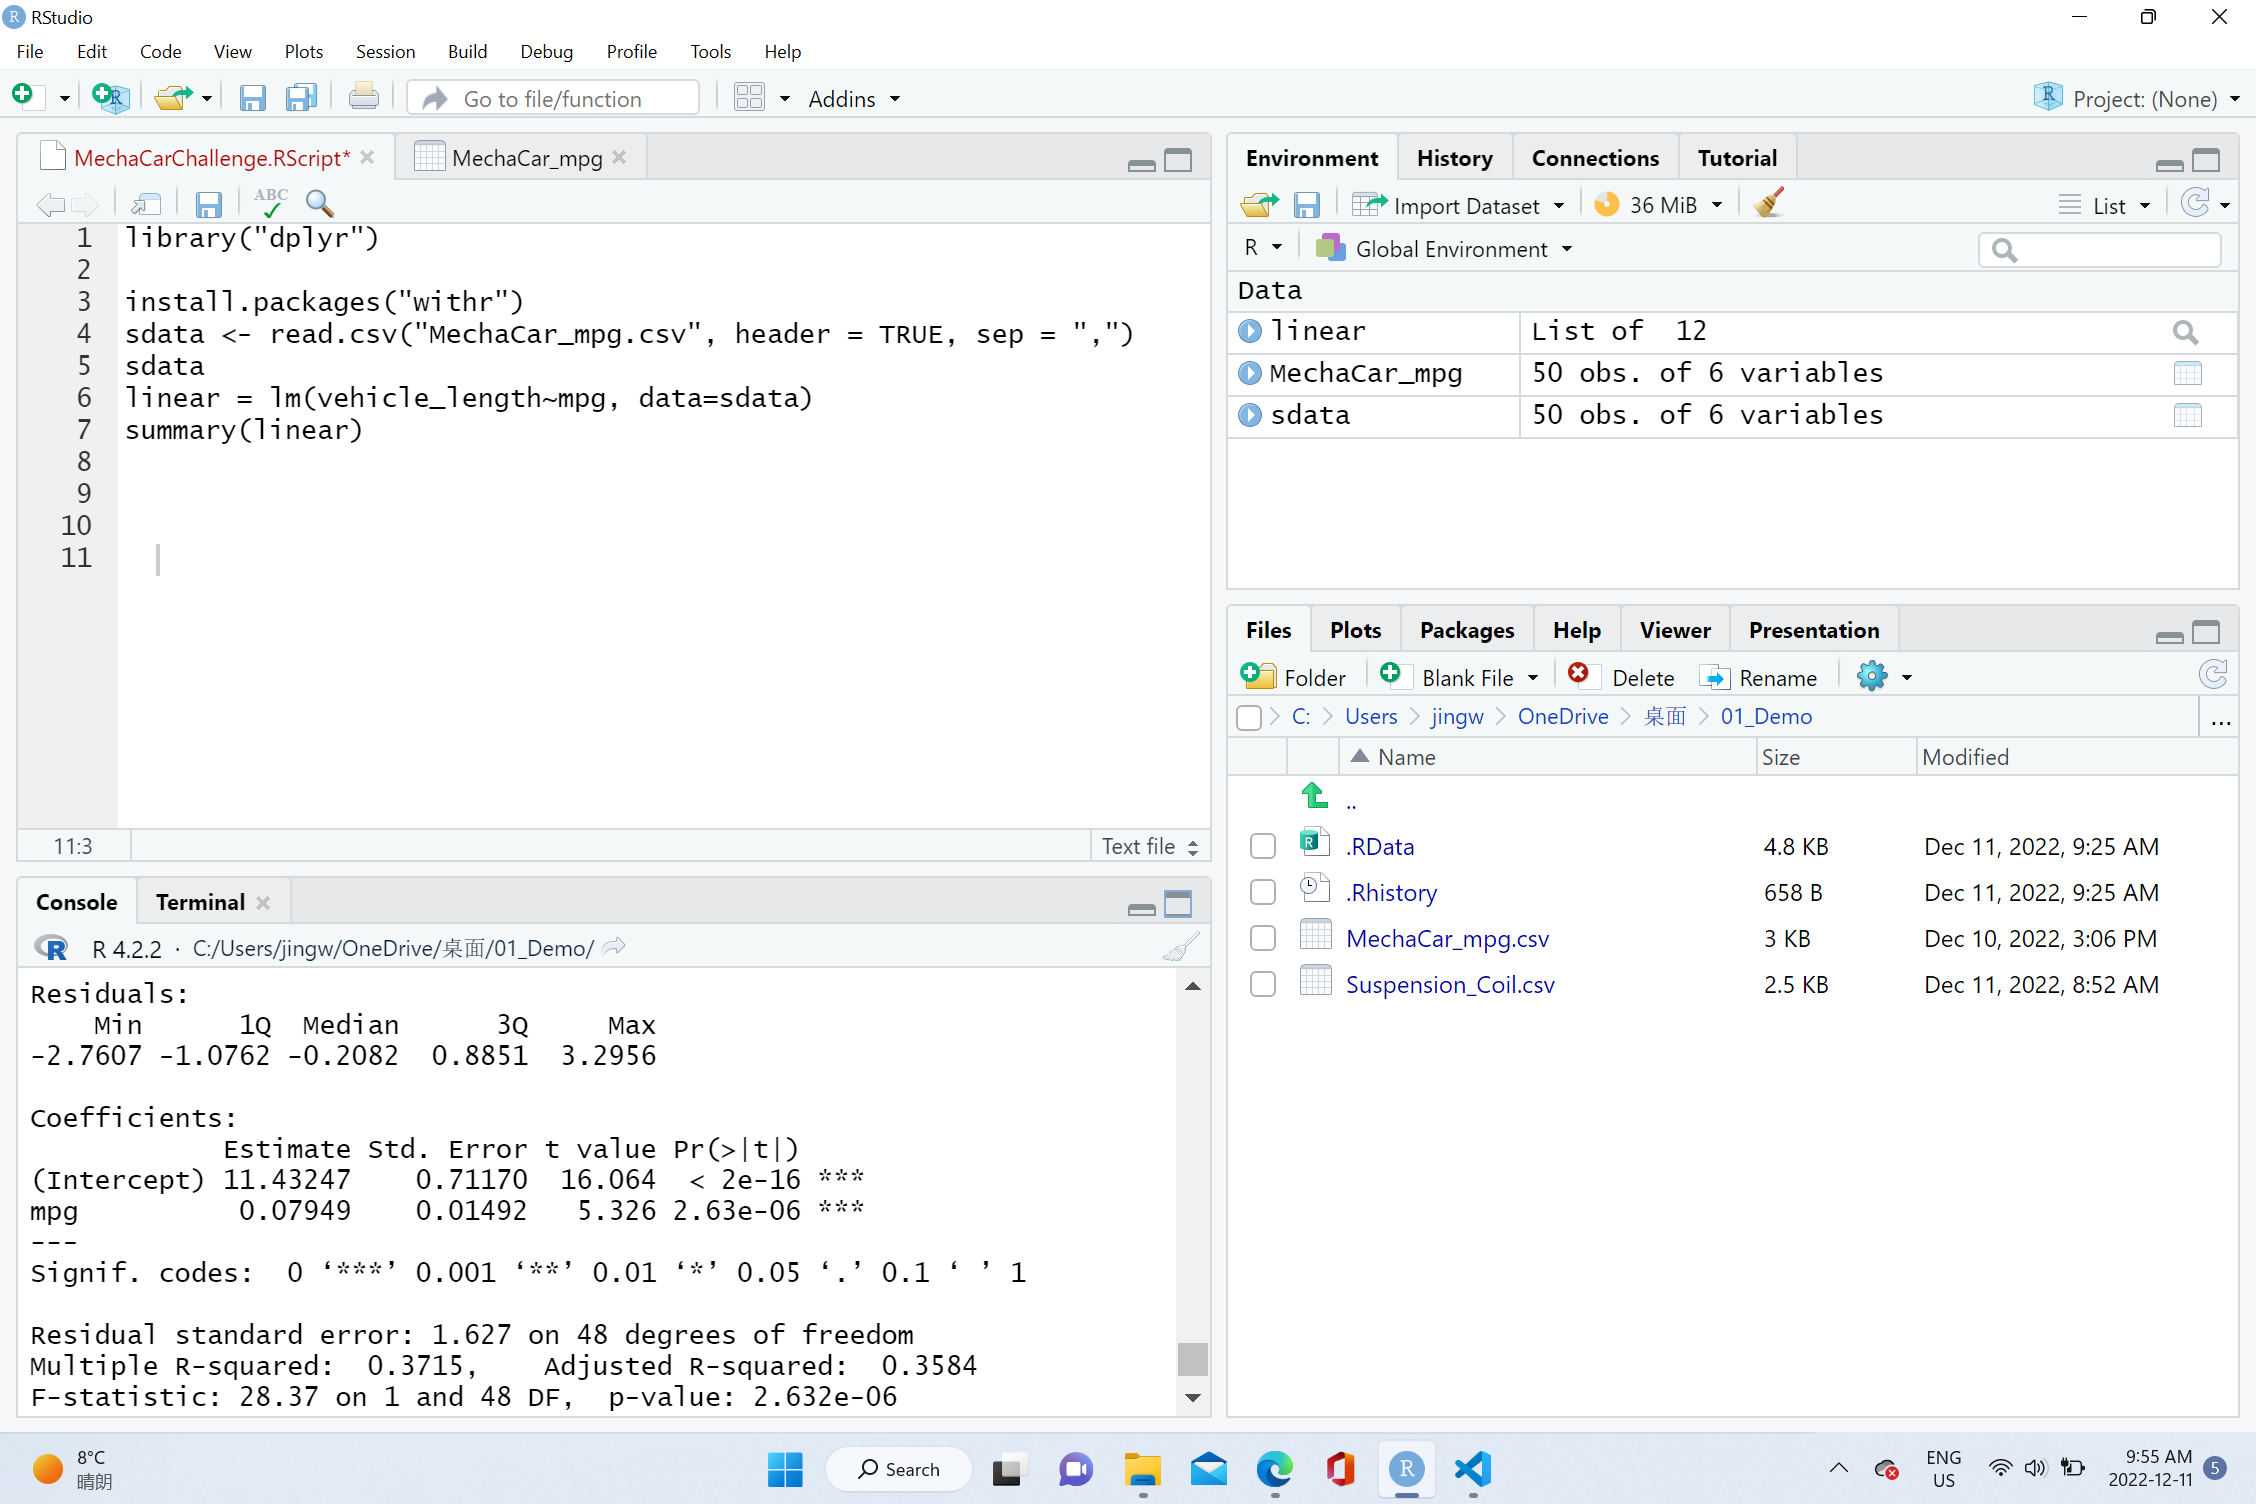 RStudio
File Edit Code View Plots Session Build Debug Profile Tools Help
Go to file/function Addins Project: (None)
MechaCarChallenge.RScript* MechaCar_mpg
ABC
1 library("dplyr")
2
3 install.packages("withr")
4 sdata <- read.csv("MechaCar_mpg.csv", header = TRUE, sep = ",")
5 sdata
6 linear = lm(vehicle_length~mpg, data=sdata)
7 summary(linear)
8
9
10
11
11:3 Text file
Console Terminal
R 4.2.2 · C:/Users/jingw/OneDrive/桌面/01_Demo/
Residuals:
Min 1Q Median 3Q Max
-2.7607 -1.0762 -0.2082 0.8851 3.2956
Coefficients:
Estimate Std. Error t value Pr(>|t|)
(Intercept) 11.43247 0.71170 16.064 < 2e-16 ***
mpg 0.07949 0.01492 5.326 2.63e-06 ***
---
Signif. codes: 0 ‘***’ 0.001 ‘**’ 0.01 ‘*’ 0.05 ‘.’ 0.1 ‘ ’ 1
Residual standard error: 1.627 on 48 degrees of freedom
Multiple R-squared: 0.3715, Adjusted R-squared: 0.3584
F-statistic: 28.37 on 1 and 48 DF, p-value: 2.632e-06
Environment History Connections Tutorial
Import Dataset 36 MiB List
R Global Environment
Data
linear List of 12
MechaCar_mpg 50 obs. of 6 variables
sdata 50 obs. of 6 variables
Files Plots Packages Help Viewer Presentation
Folder Blank File Delete Rename
C: Users jingw OneDrive 桌面 01_Demo ...
Name Size Modified
..
.RData 4.8 KB Dec 11, 2022, 9:25 AM
.Rhistory 658 B Dec 11, 2022, 9:25 AM
MechaCar_mpg.csv 3 KB Dec 10, 2022, 3:06 PM
Suspension_Coil.csv 2.5 KB Dec 11, 2022, 8:52 AM
8°C
晴朗
Search
ENG
US
9:55 AM
2022-12-11
5